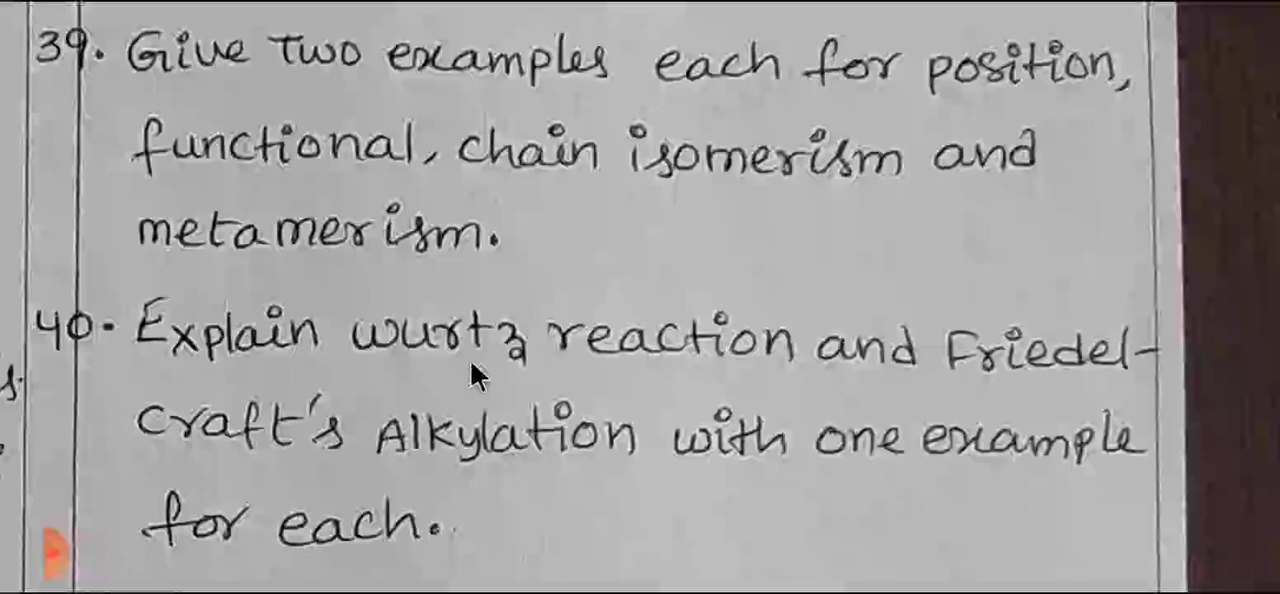 39. Give Two examples each for position,
functional, chain isomerism and
metamerism.
40. Explain wurtz reaction and Friedel-
craft's Alkylation with one example
for each.